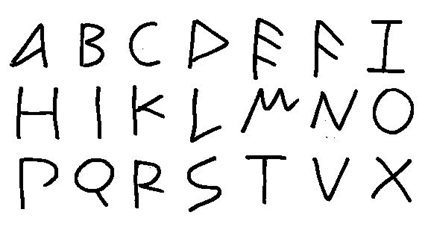 A B C D E F Z
H I K L M N O
P Q R S T V X